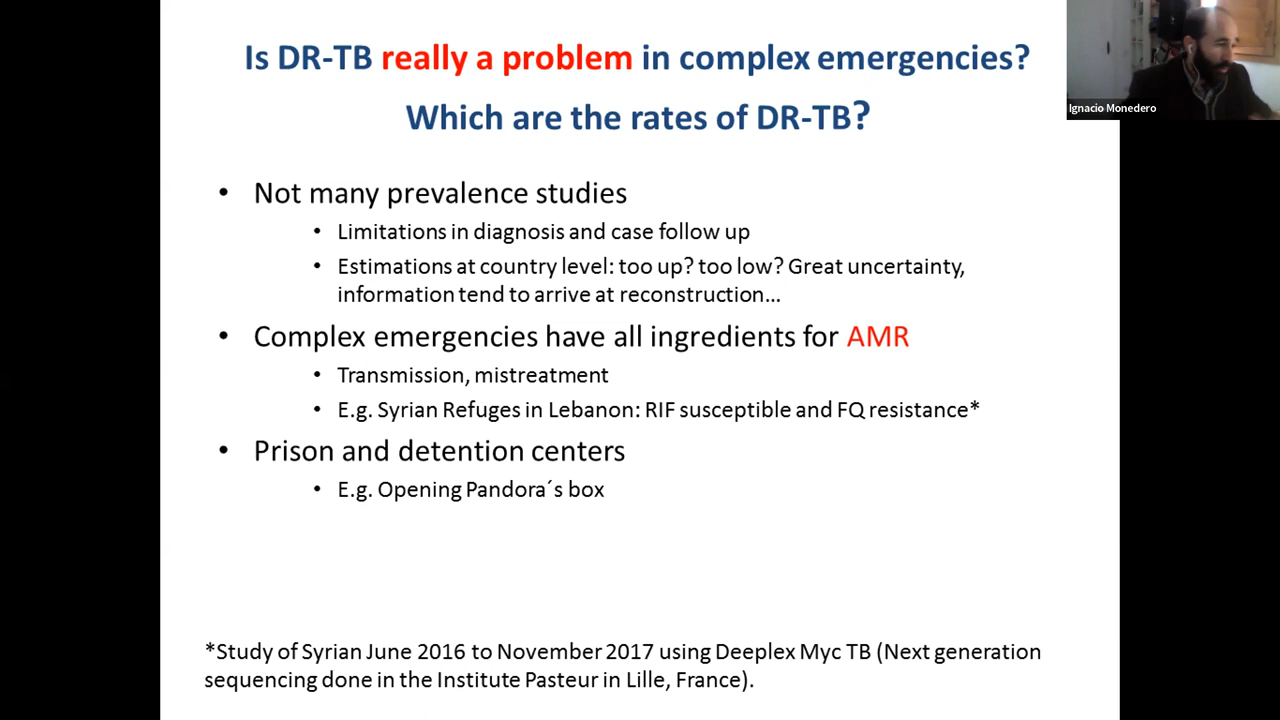 Is DR-TB really a problem in complex emergencies?
Which are the rates of DR-TB?
Ignacio Monedero
• Not many prevalence studies
• Limitations in diagnosis and case follow up
• Estimations at country level: too up? too low? Great uncertainty,
information tend to arrive at reconstruction…
• Complex emergencies have all ingredients for AMR
• Transmission, mistreatment
• E.g. Syrian Refuges in Lebanon: RIF susceptible and FQ resistance*
• Prison and detention centers
• E.g. Opening Pandora´s box
*Study of Syrian June 2016 to November 2017 using Deeplex Myc TB (Next generation
sequencing done in the Institute Pasteur in Lille, France).